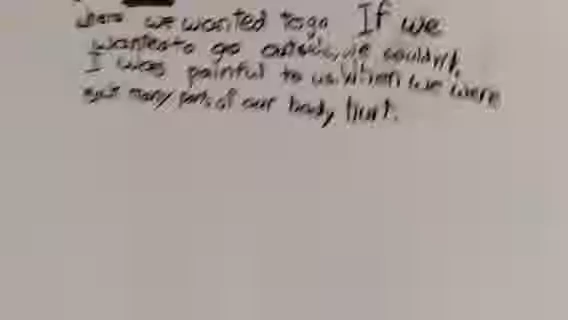 where we wanted to go If we
wanted to go outside, we couldn't.
I was painful to us. When we were
many parts of our body hurt.